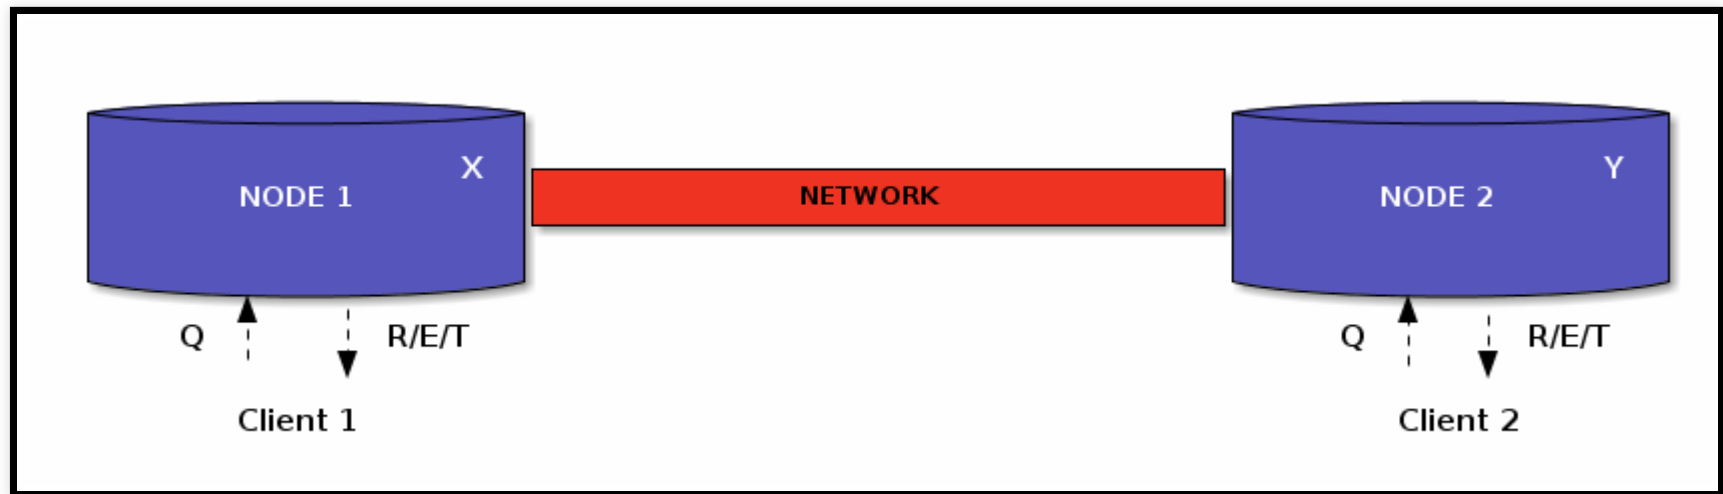 X
NODE 1
NETWORK
Y
NODE 2
Q
R/E/T
Client 1
Q
R/E/T
Client 2